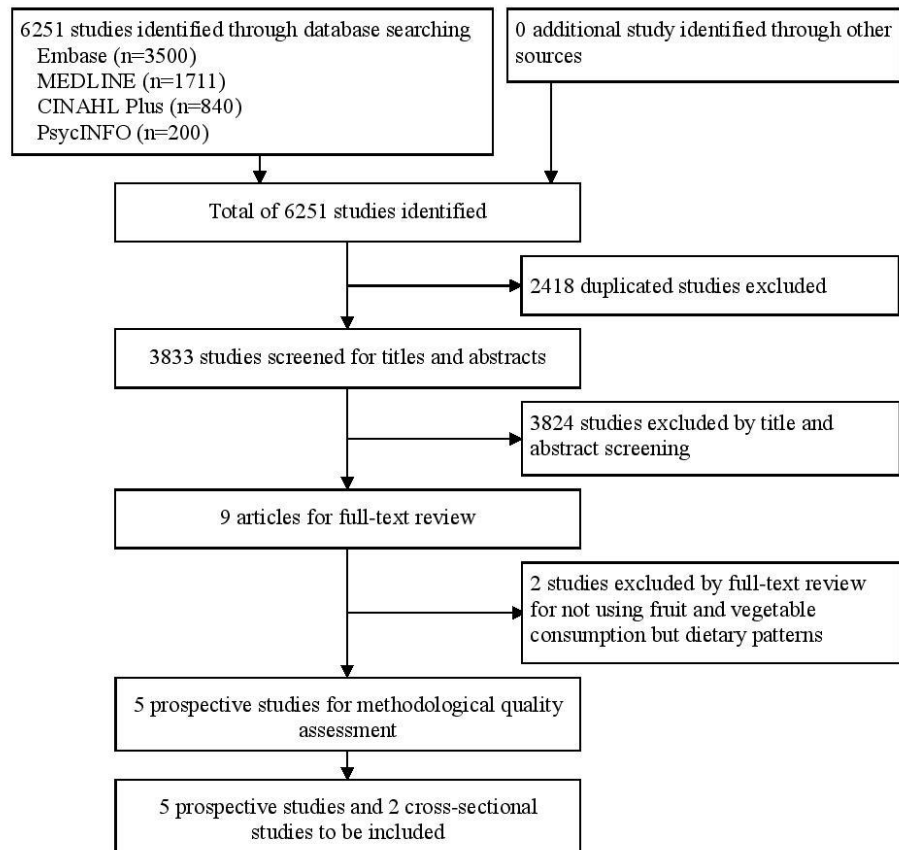 6251 studies identified through database searching
Embase (n=3500)
MEDLINE (n=1711)
CINAHL Plus (n=840)
PsycINFO (n=200)
0 additional study identified through other
sources
Total of 6251 studies identified
2418 duplicated studies excluded
3833 studies screened for titles and abstracts
3824 studies excluded by title and
abstract screening
9 articles for full-text review
2 studies excluded by full-text review
for not using fruit and vegetable
consumption but dietary patterns
5 prospective studies for methodological quality
assessment
5 prospective studies and 2 cross-sectional
studies to be included